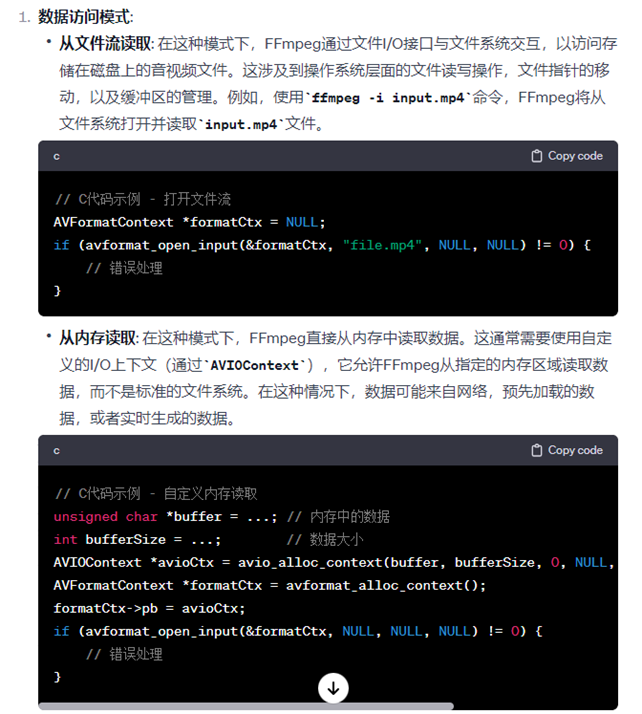 1. 数据访问模式:
• 从文件流读取: 在这种模式下，FFmpeg通过文件I/O接口与文件系统交互，以访问存
储在磁盘上的音视频文件。这涉及到操作系统层面的文件读写操作，文件指针的移
动，以及缓冲区的管理。例如，使用`ffmpeg -i input.mp4`命令，FFmpeg将从
文件系统打开并读取`input.mp4`文件。
c Copy code
// C代码示例 - 打开文件流
AVFormatContext *formatCtx = NULL;
if (avformat_open_input(&formatCtx, "file.mp4", NULL, NULL) != 0) {
// 错误处理
}
• 从内存读取: 在这种模式下，FFmpeg直接从内存中读取数据。这通常需要使用自定
义的I/O上下文（通过`AVIOContext`），它允许FFmpeg从指定的内存区域读取数
据，而不是标准的文件系统。在这种情况下，数据可能来自网络，预先加载的数
据，或者实时生成的数据。
c Copy code
// C代码示例 - 自定义内存读取
unsigned char *buffer = ...; // 内存中的数据
int bufferSize = ...; // 数据大小
AVIOContext *avioCtx = avio_alloc_context(buffer, bufferSize, 0, NULL,
AVFormatContext *formatCtx = avformat_alloc_context();
formatCtx->pb = avioCtx;
if (avformat_open_input(&formatCtx, NULL, NULL, NULL) != 0) {
// 错误处理
}